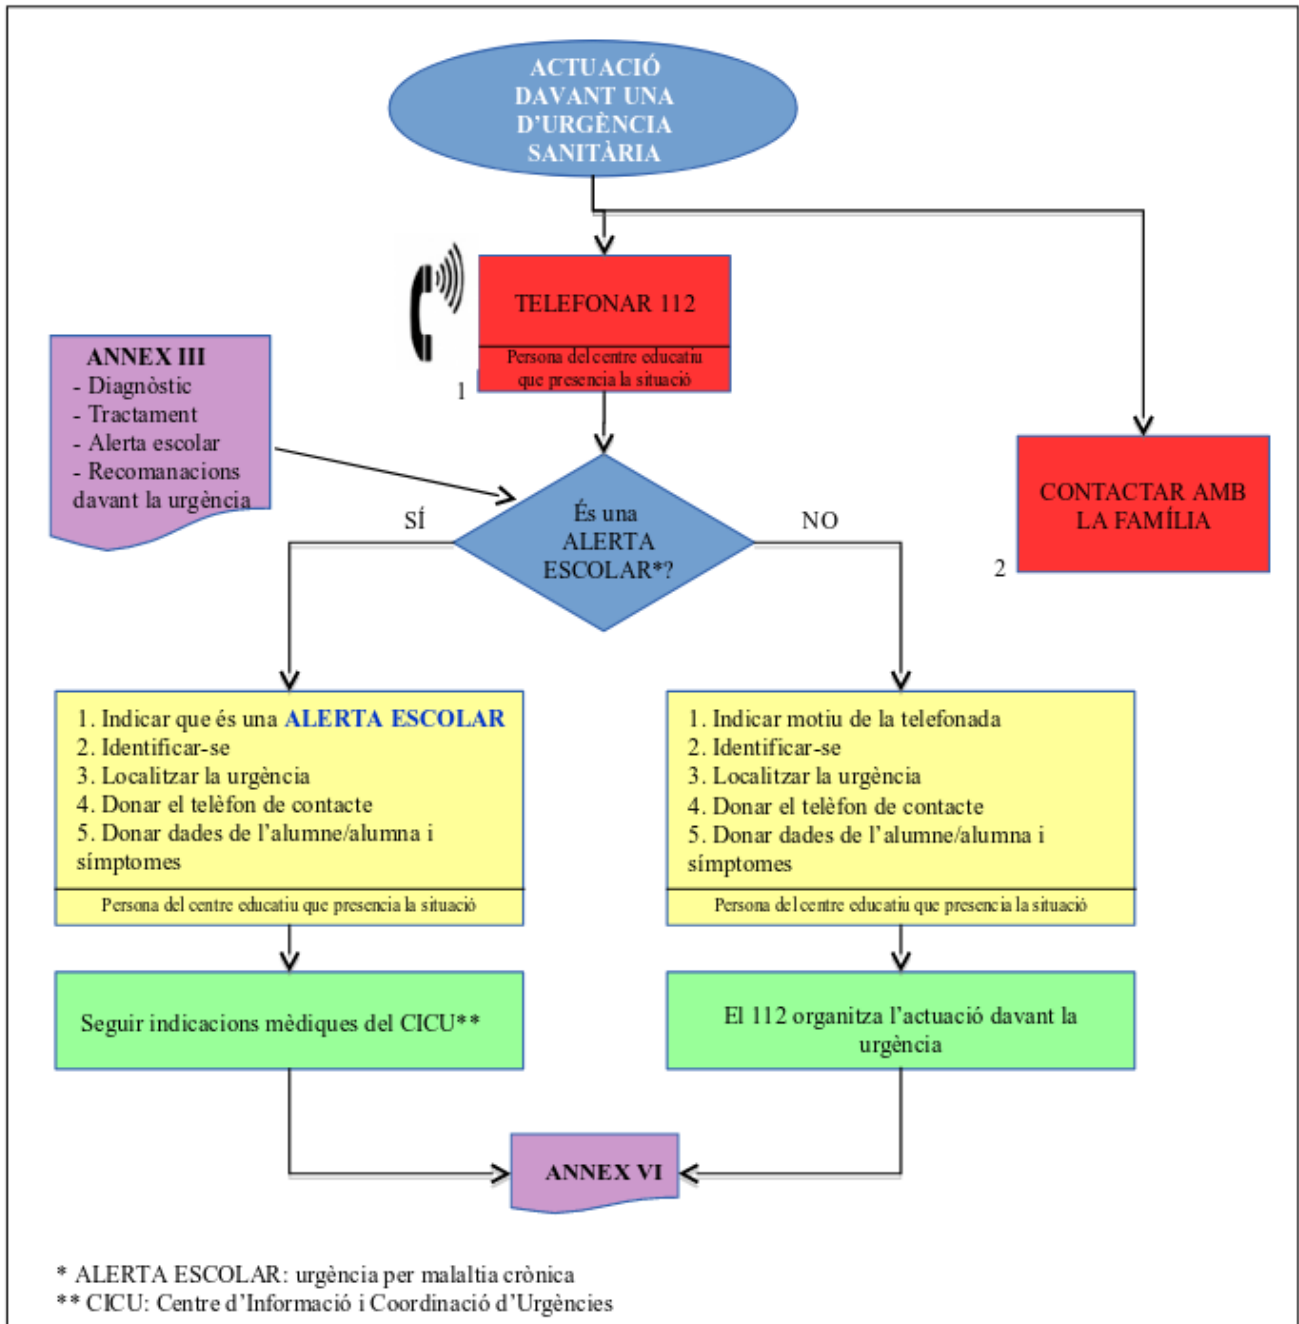 ACTUACIÓ
DAVANT UNA
D'URGÈNCIA
SANITÀRIA
TELEFONAR 112
Persona del centre educatiu
que presencia la situació
1
ANNEX III
- Diagnòstic
- Tractament
- Alerta escolar
- Recomanacions
davant la urgència
CONTACTAR AMB
LA FAMÍLIA
2
És una
ALERTA
ESCOLAR*?
SÍ
NO
1. Indicar que és una ALERTA ESCOLAR
2. Identificar-se
3. Localitzar la urgència
4. Donar el telèfon de contacte
5. Donar dades de l'alumne/alumna i
símptomes
Persona del centre educatiu que presencia la situació
1. Indicar motiu de la telefonada
2. Identificar-se
3. Localitzar la urgència
4. Donar el telèfon de contacte
5. Donar dades de l'alumne/alumna i
símptomes
Persona del centre educatiu que presencia la situació
Seguir indicacions mèdiques del CICU**
El 112 organitza l'actuació davant la
urgència
ANNEX VI
* ALERTA ESCOLAR: urgència per malaltia crònica
** CICU: Centre d'Informació i Coordinació d'Urgències